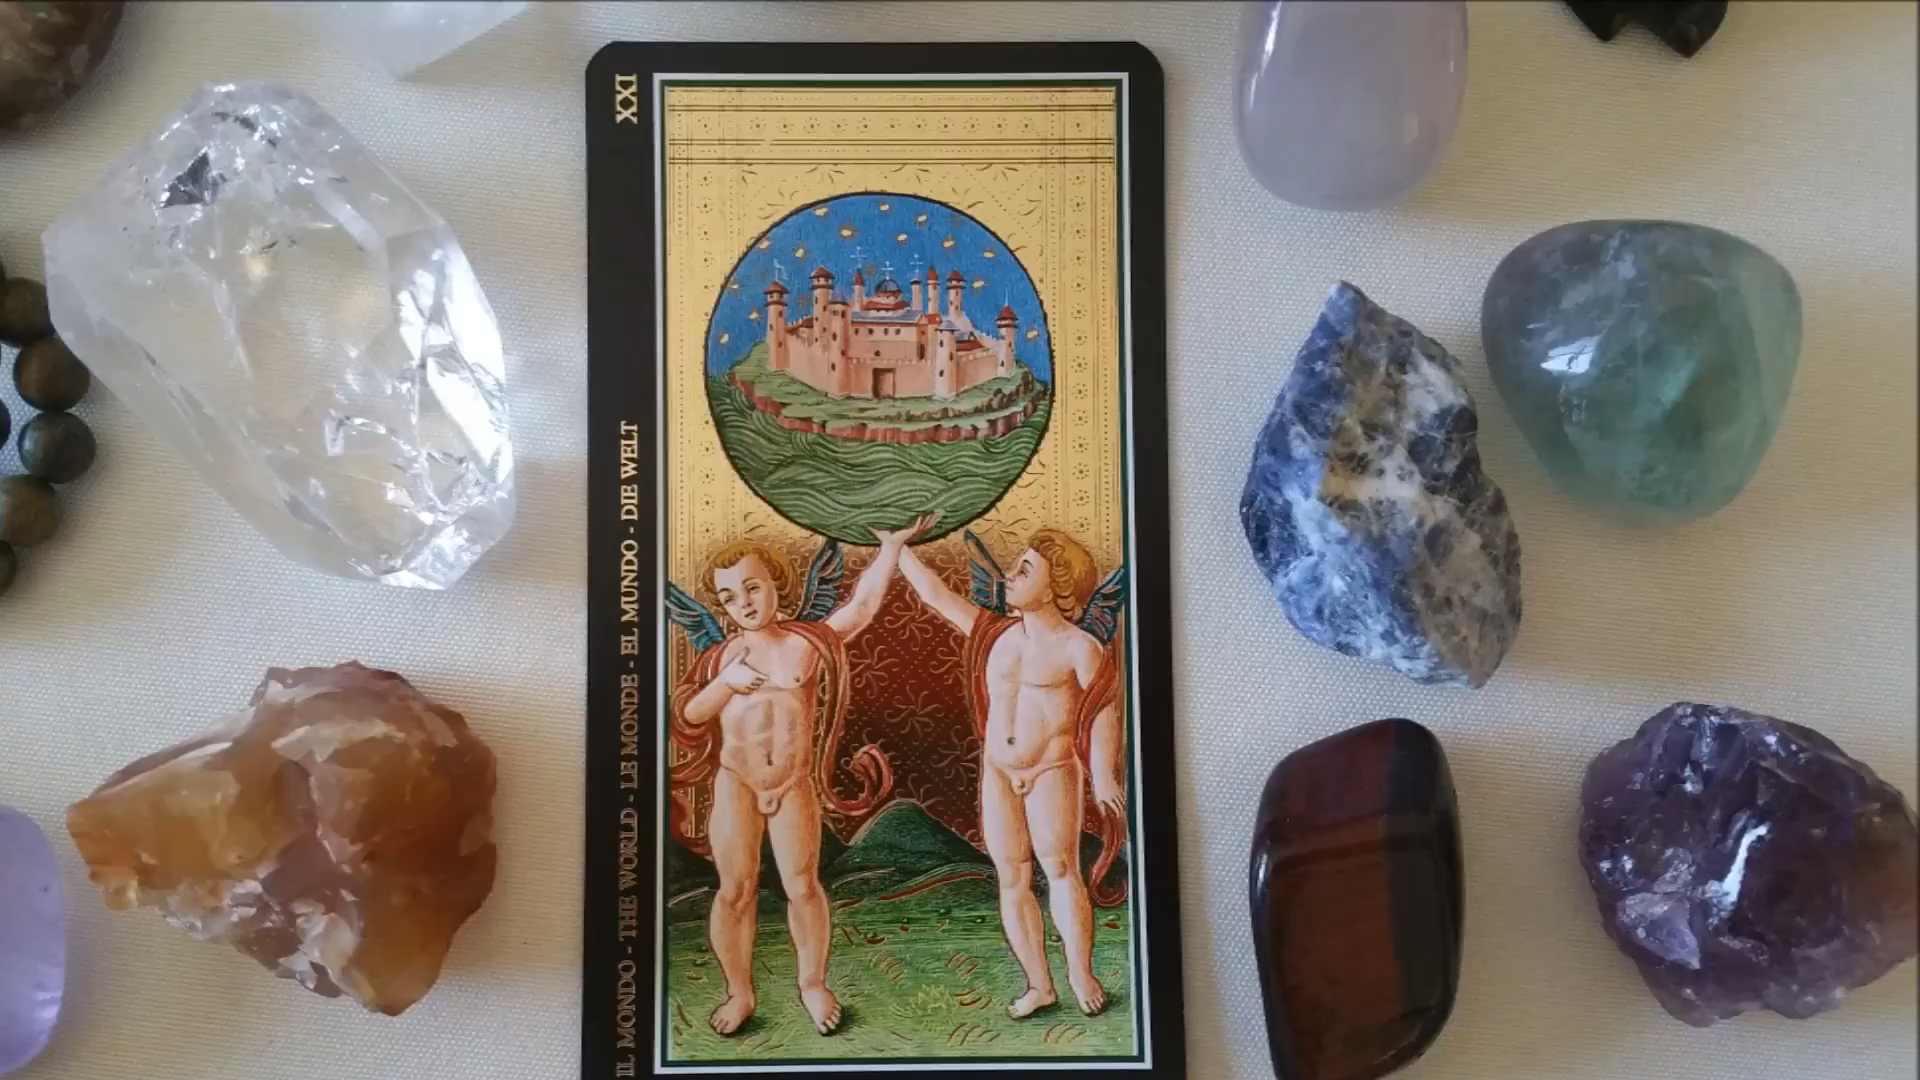 XXI
IL MONDO - THE WORLD - LE MONDE - EL MUNDO - DIE WELT